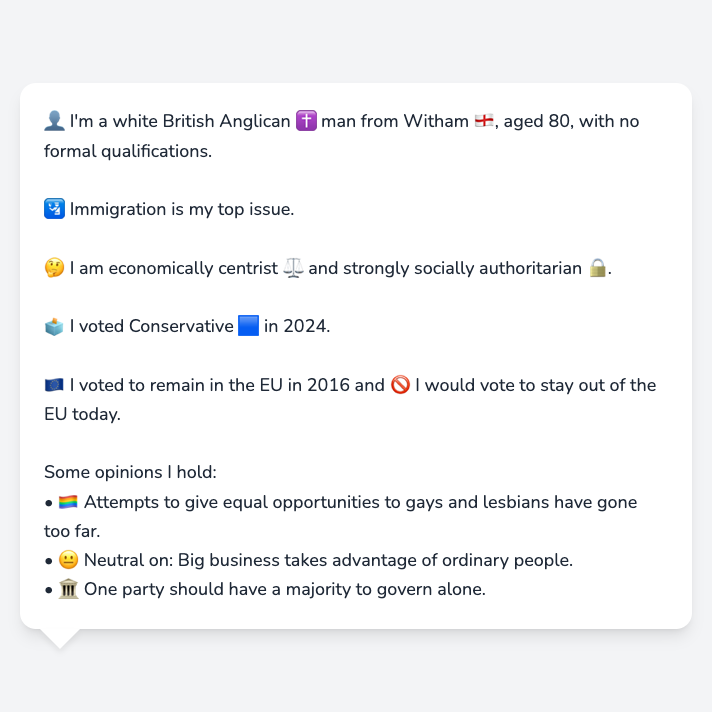 👤 I'm a white British Anglican ✝️ man from Witham 🏴󠁧󠁢󠁥󠁮󠁧󠁿, aged 80, with no
formal qualifications.
🛂 Immigration is my top issue.
🤔 I am economically centrist ⚖️ and strongly socially authoritarian 🔒.
🗳️ I voted Conservative 🟦 in 2024.
🇪🇺 I voted to remain in the EU in 2016 and 🚫 I would vote to stay out of the
EU today.
Some opinions I hold:
• 🏳️‍🌈 Attempts to give equal opportunities to gays and lesbians have gone
too far.
• 😐 Neutral on: Big business takes advantage of ordinary people.
• 🏛️ One party should have a majority to govern alone.